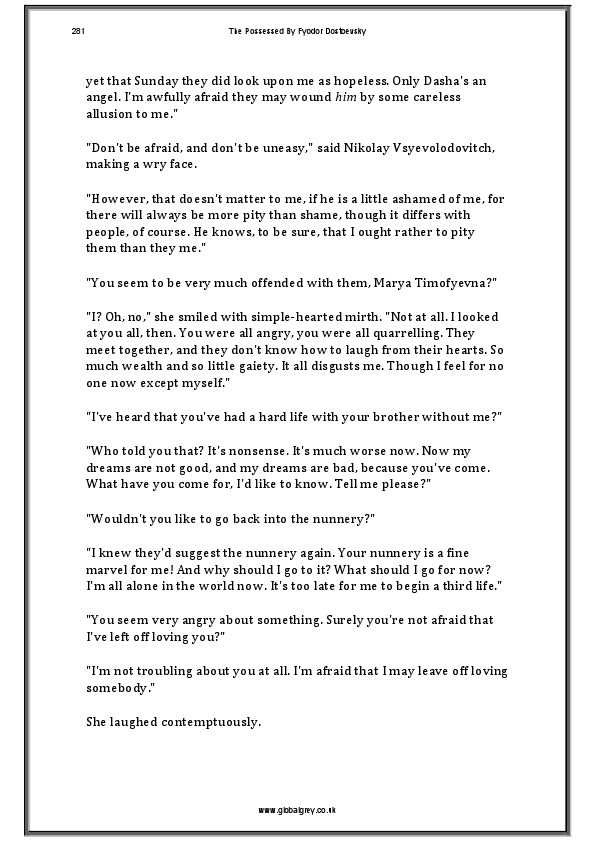 281
The Possessed By Fyodor Dostoevsky
yet that Sunday they did look upon me as hopeless. Only Dasha's an
angel. I'm awfully afraid they may wound him by some careless
allusion to me."
"Don't be afraid, and don't be uneasy," said Nikolay Vsyevolodovitch,
making a wry face.
"However, that doesn't matter to me, if he is a little ashamed of me, for
there will always be more pity than shame, though it differs with
people, of course. He knows, to be sure, that I ought rather to pity
them than they me."
"You seem to be very much offended with them, Marya Timofyevna?"
"I? Oh, no," she smiled with simple-hearted mirth. "Not at all. I looked
at you all, then. You were all angry, you were all quarrelling. They
meet together, and they don't know how to laugh from their hearts. So
much wealth and so little gaiety. It all disgusts me. Though I feel for no
one now except myself."
"I've heard that you've had a hard life with your brother without me?"
"Who told you that? It's nonsense. It's much worse now. Now my
dreams are not good, and my dreams are bad, because you've come.
What have you come for, I'd like to know. Tell me please?"
"Wouldn't you like to go back into the nunnery?"
"I knew they'd suggest the nunnery again. Your nunnery is a fine
marvel for me! And why should I go to it? What should I go for now?
I'm all alone in the world now. It's too late for me to begin a third life."
"You seem very angry about something. Surely you're not afraid that
I've left off loving you?"
"I'm not troubling about you at all. I'm afraid that I may leave off loving
somebody."
She laughed contemptuously.
www.globalgrey.co.uk